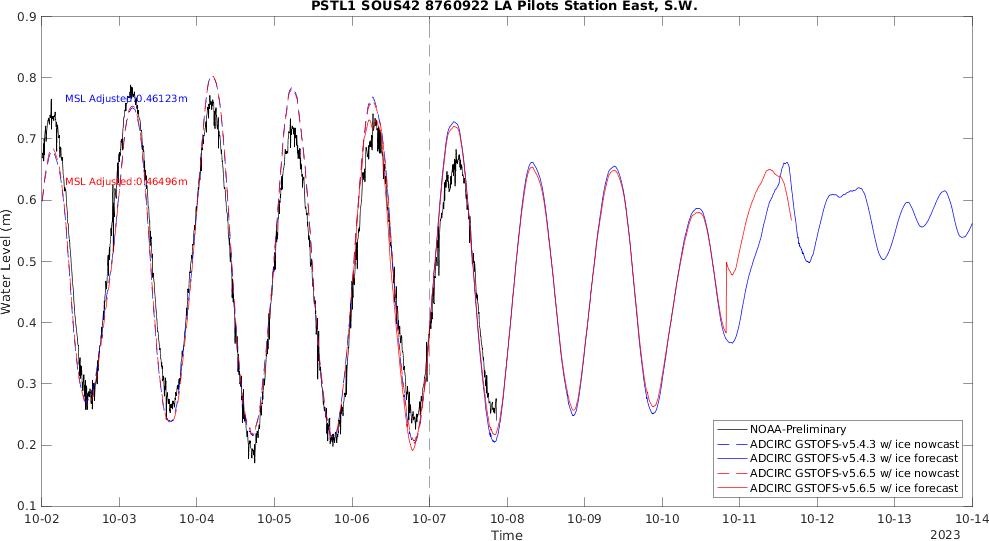 PSTL1 SOUS42 8760922 LA Pilots Station East, S.W.
0.9
0.8
0.7
0.6
0.5
0.4
0.3
0.2
0.1
Water Level (m)
MSL Adjusted:0.46123m
MSL Adjusted:0.46496m
NOAA-Preliminary
ADCIRC GSTOFS-v5.4.3 w/ ice nowcast
ADCIRC GSTOFS-v5.4.3 w/ ice forecast
ADCIRC GSTOFS-v5.6.5 w/ ice nowcast
ADCIRC GSTOFS-v5.6.5 w/ ice forecast
10-02 10-03 10-04 10-05 10-06 10-07 10-08 10-09 10-10 10-11 10-12 10-13 10-14
Time
2023